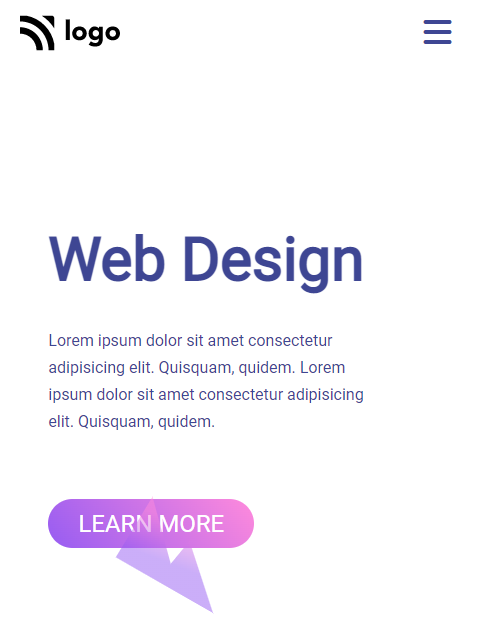 logo
Web Design
Lorem ipsum dolor sit amet consectetur
adipisicing elit. Quisquam, quidem. Lorem
ipsum dolor sit amet consectetur adipisicing
elit. Quisquam, quidem.
LEARN MORE